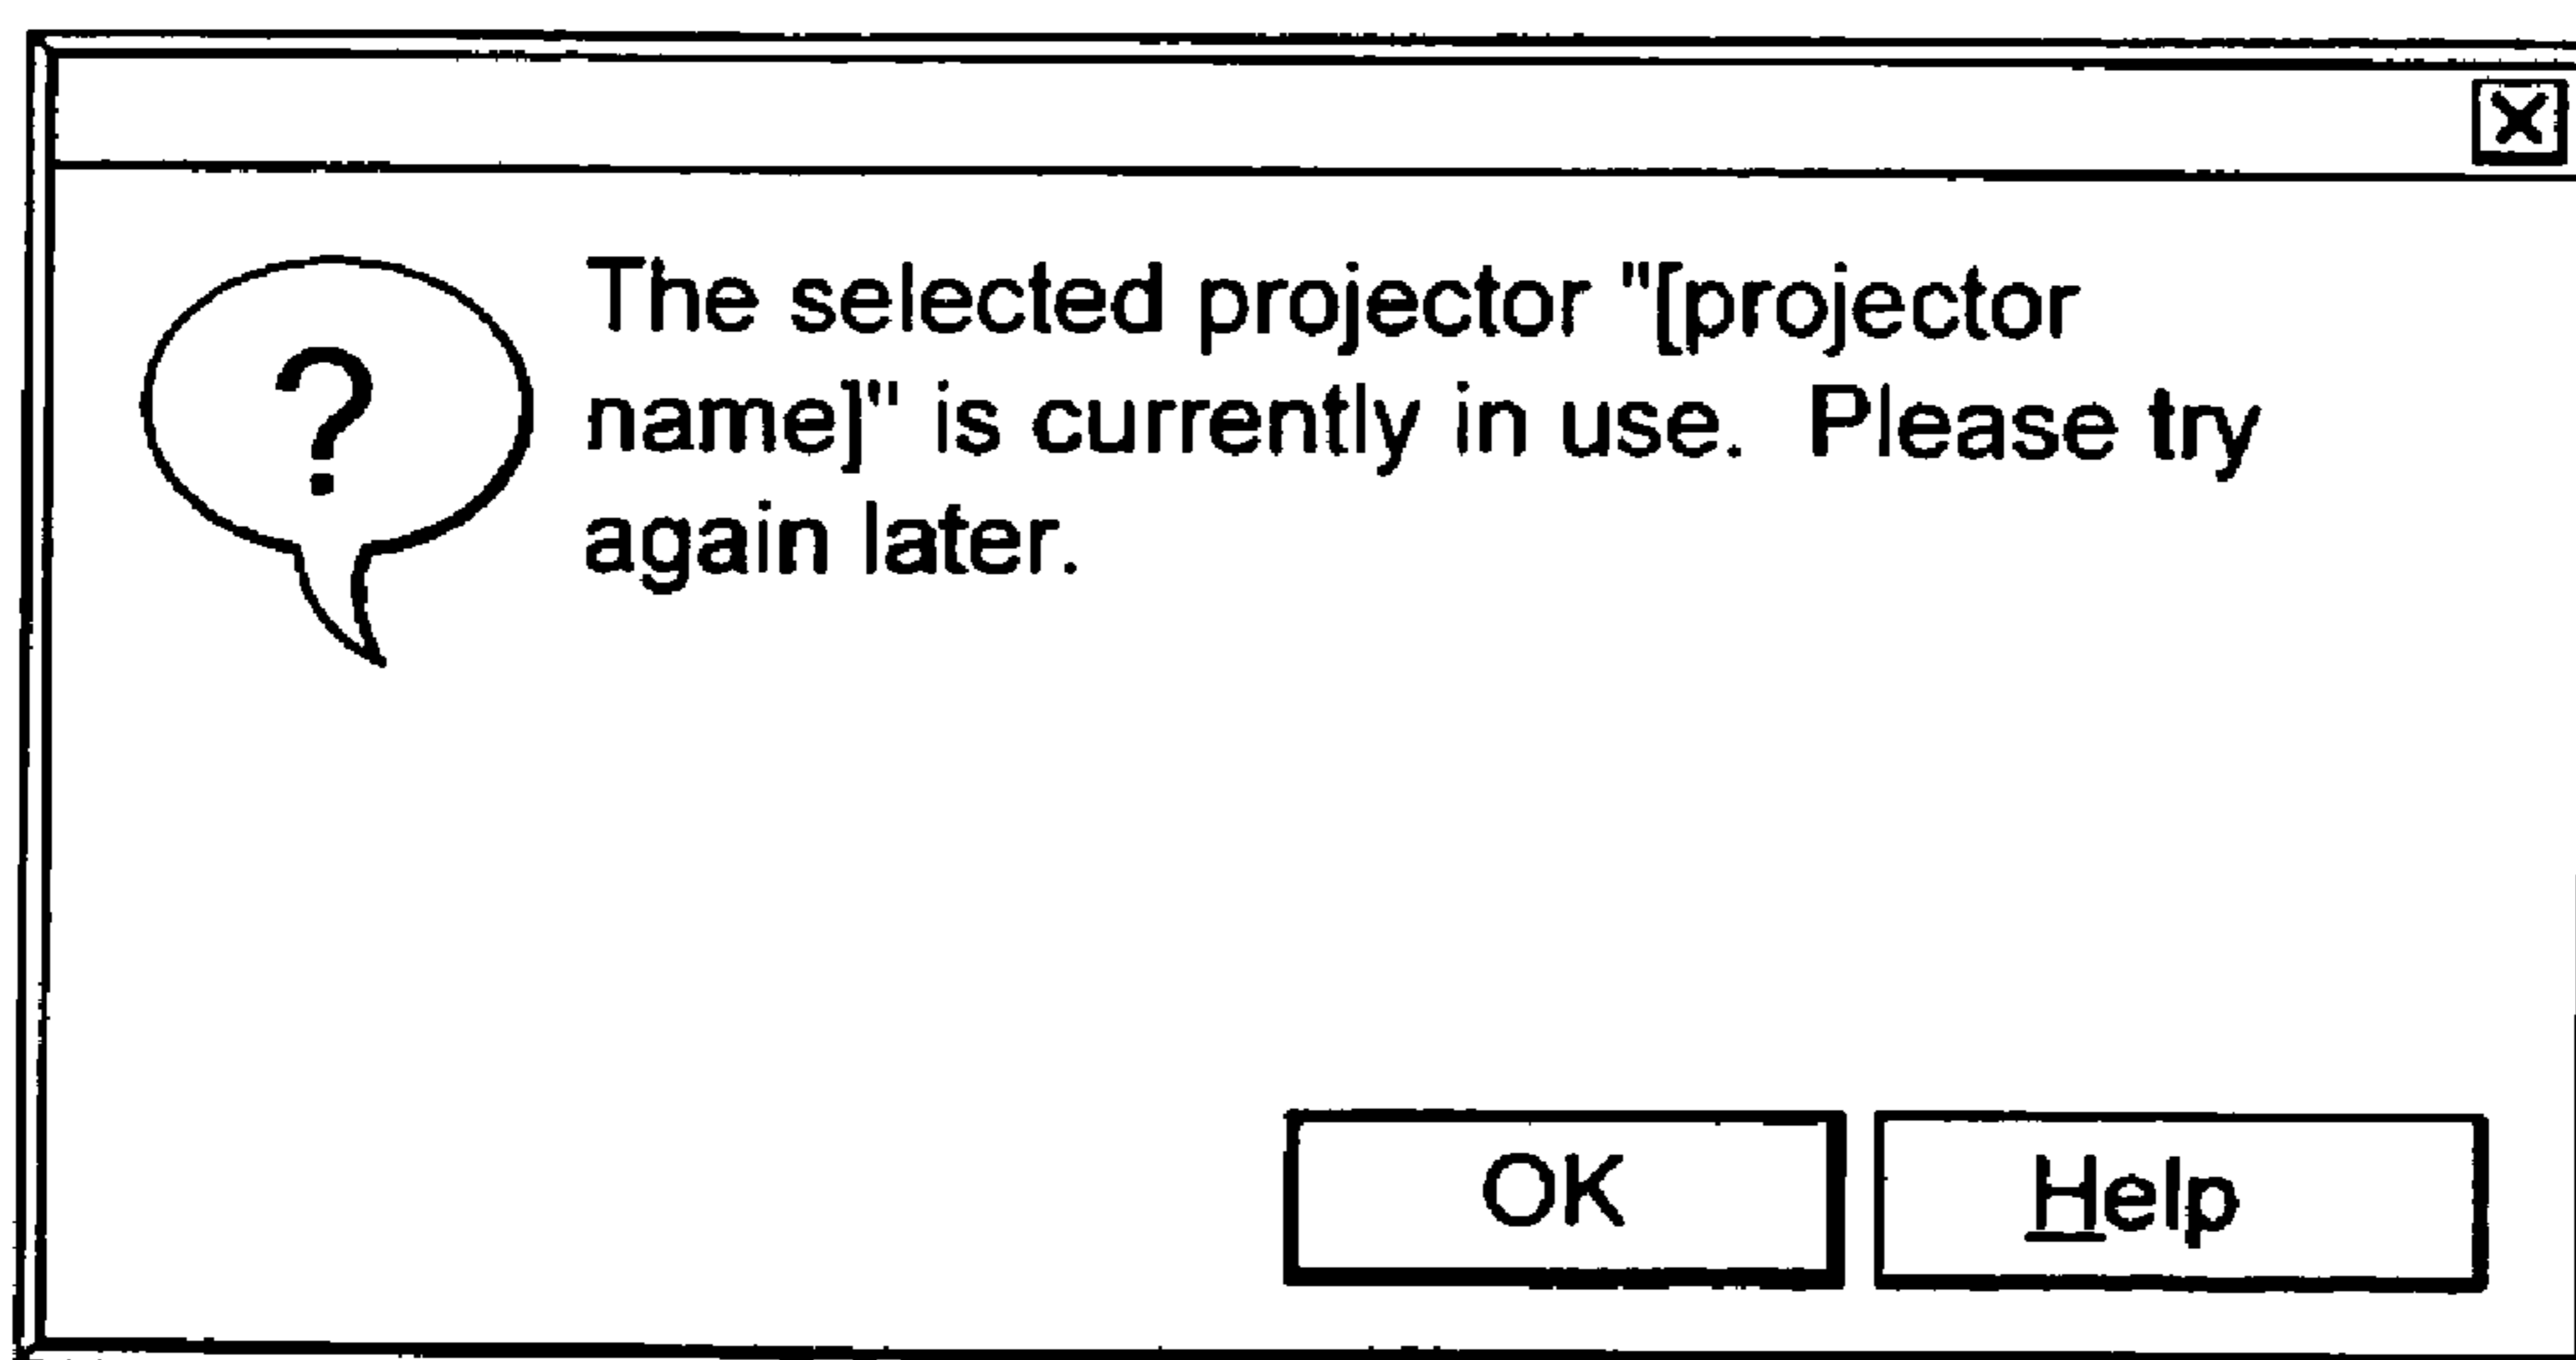 ?
The selected projector "[projector
name]" is currently in use.  Please try
again later.
OK
Help